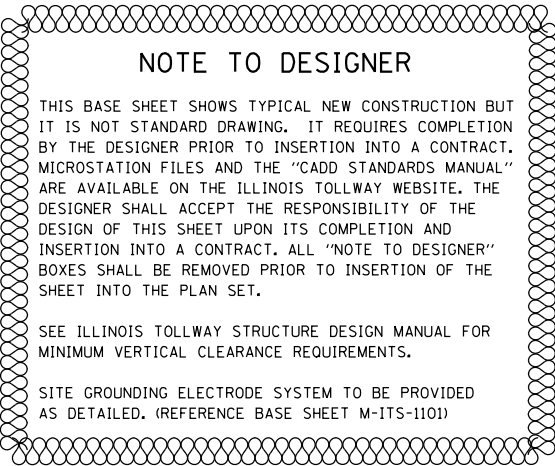 NOTE TO DESIGNER
THIS BASE SHEET SHOWS TYPICAL NEW CONSTRUCTION BUT
IT IS NOT STANDARD DRAWING.  IT REQUIRES COMPLETION
BY THE DESIGNER PRIOR TO INSERTION INTO A CONTRACT.
MICROSTATION FILES AND THE "CADD STANDARDS MANUAL"
ARE AVAILABLE ON THE ILLINOIS TOLLWAY WEBSITE. THE
DESIGNER SHALL ACCEPT THE RESPONSIBILITY OF THE
DESIGN OF THIS SHEET UPON ITS COMPLETION AND
INSERTION INTO A CONTRACT. ALL "NOTE TO DESIGNER"
BOXES SHALL BE REMOVED PRIOR TO INSERTION OF THE
SHEET INTO THE PLAN SET.
SEE ILLINOIS TOLLWAY STRUCTURE DESIGN MANUAL FOR
MINIMUM VERTICAL CLEARANCE REQUIREMENTS.
SITE GROUNDING ELECTRODE SYSTEM TO BE PROVIDED
AS DETAILED. (REFERENCE BASE SHEET M-ITS-1101)